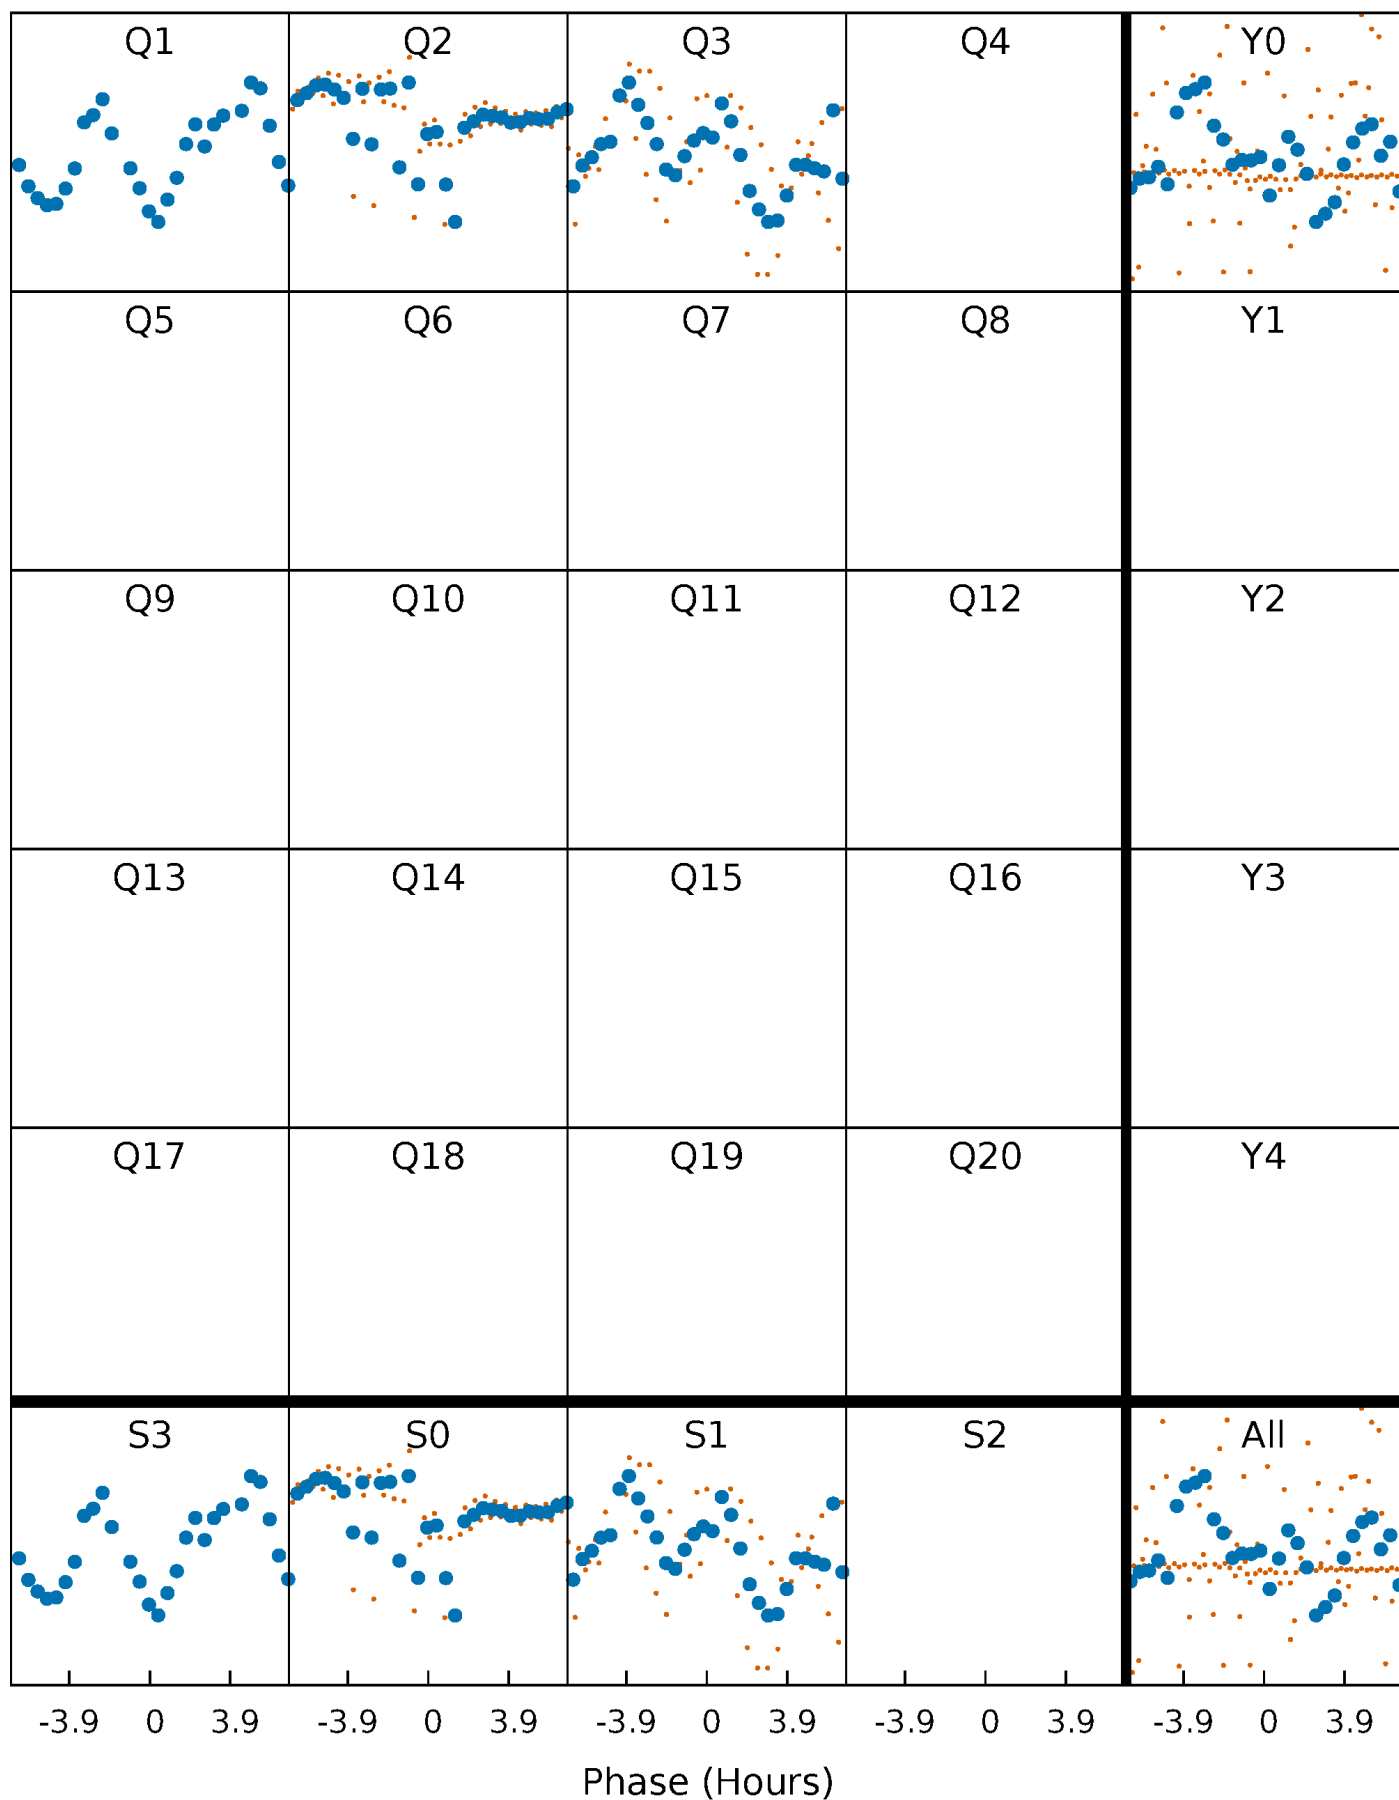 Q1 Q2 Q3 Q4 Y0
Q5 Q6 Q7 Q8 Y1
Q9 Q10 Q11 Q12 Y2
Q13 Q14 Q15 Q16 Y3
Q17 Q18 Q19 Q20 Y4
S3 S0 S1 S2 All
-3.9 0 3.9 -3.9 0 3.9 -3.9 0 3.9 -3.9 0 3.9 -3.9 0 3.9
Phase (Hours)